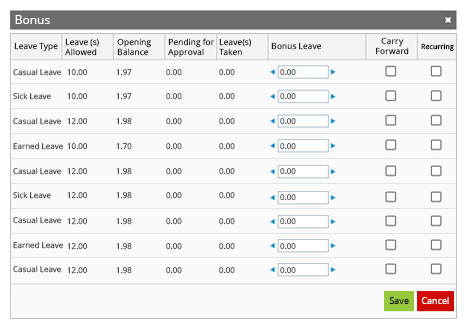 Bonus
Leave Type Leave (s) Allowed Opening Balance Pending for Approval Leave(s) Taken Bonus Leave Carry Forward Recurring
Casual Leave 10.00 1.97 0.00 0.00 0.00
Sick Leave 10.00 1.97 0.00 0.00 0.00
Casual Leave 12.00 1.98 0.00 0.00 0.00
Earned Leave 10.00 1.70 0.00 0.00 0.00
Casual Leave 12.00 1.98 0.00 0.00 0.00
Sick Leave 12.00 1.98 0.00 0.00 0.00
Casual Leave 12.00 1.98 0.00 0.00 0.00
Earned Leave 12.00 1.98 0.00 0.00 0.00
Casual Leave 12.00 1.98 0.00 0.00 0.00
Save Cancel